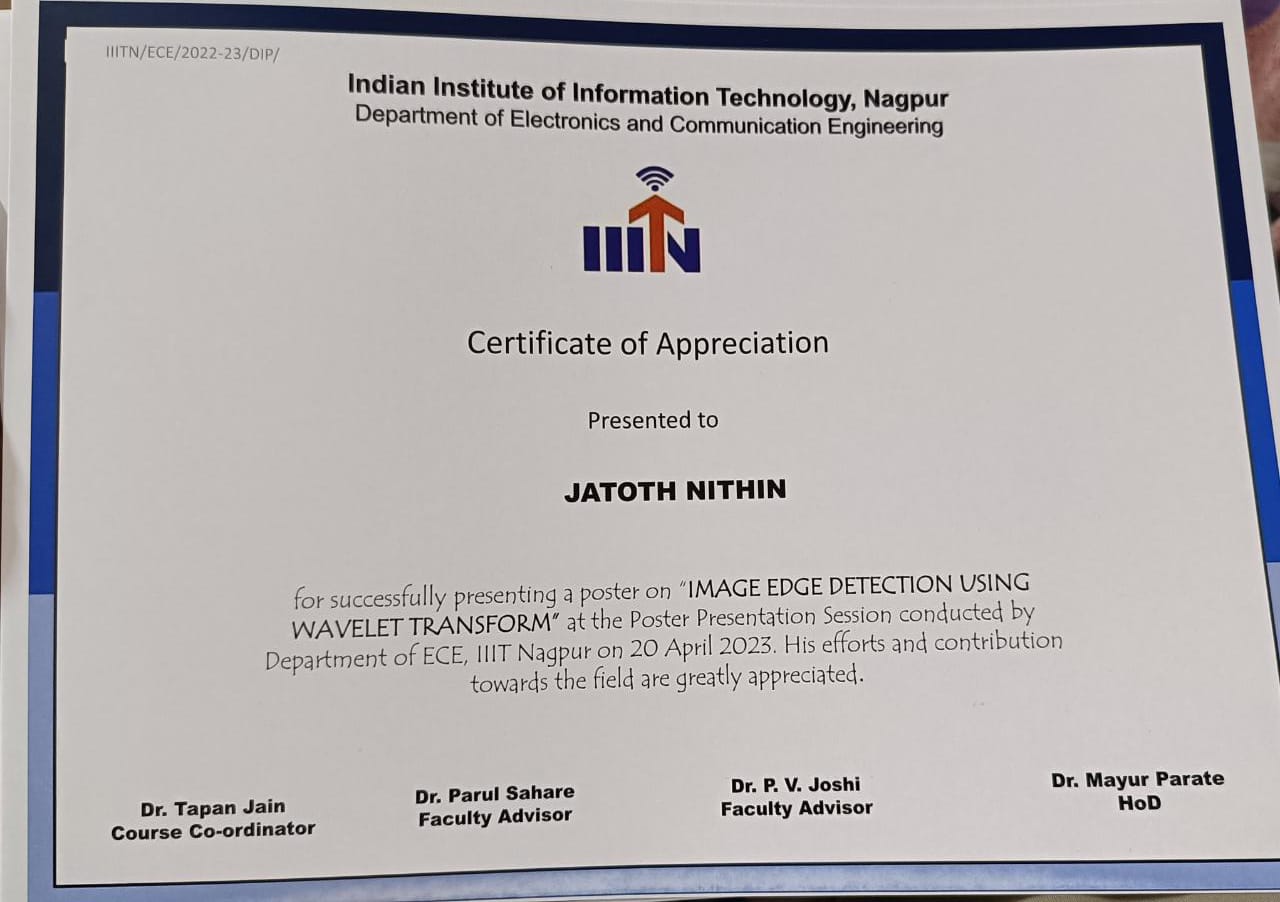 IIITN/ECE/2022-23/DIP/
Indian Institute of Information Technology, Nagpur
Department of Electronics and Communication Engineering
IIITN
Certificate of Appreciation
Presented to
JATOTH NITHIN
for successfully presenting a poster on "IMAGE EDGE DETECTION USING
WAVELET TRANSFORM" at the Poster Presentation Session conducted by
Department of ECE, IIIT Nagpur on 20 April 2023. His efforts and contribution
towards the field are greatly appreciated.
Dr. Tapan Jain
Course Co-ordinator
Dr. Parul Sahare
Faculty Advisor
Dr. P. V. Joshi
Faculty Advisor
Dr. Mayur Parate
HoD